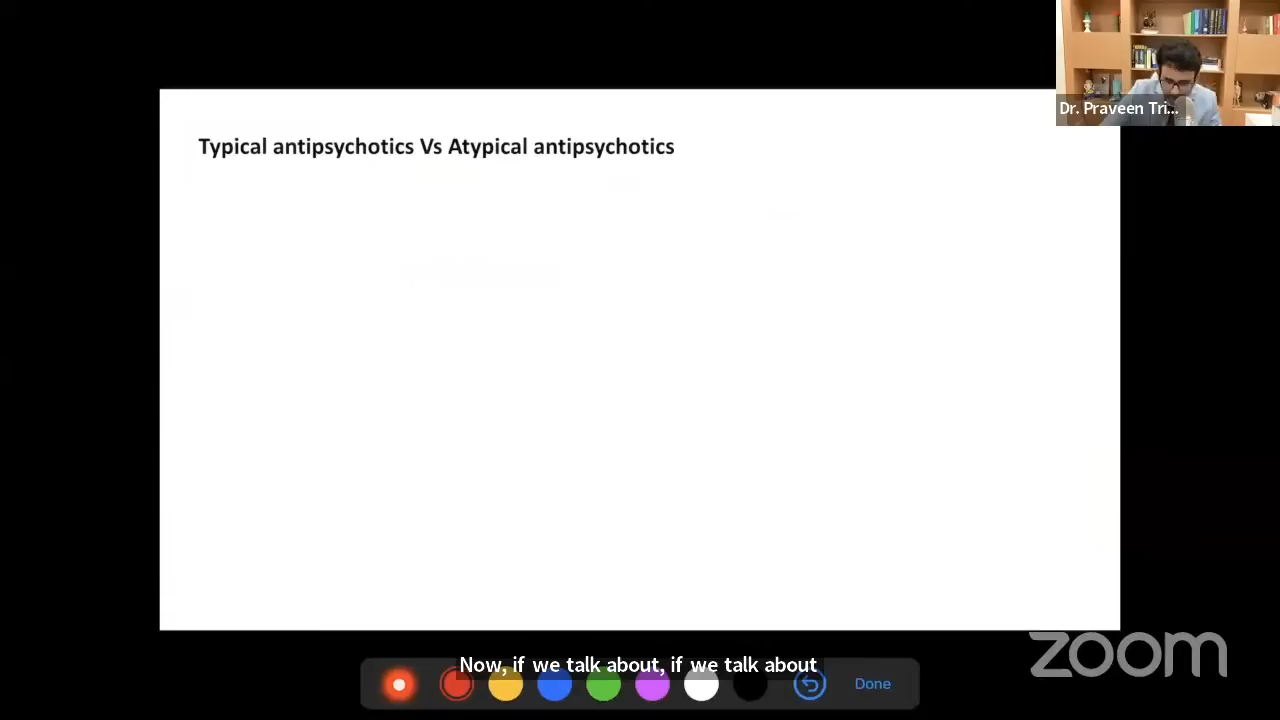 Dr. Praveen Tri...
Typical antipsychotics Vs Atypical antipsychotics
zoom
Now, if we talk about, if we talk about
Done